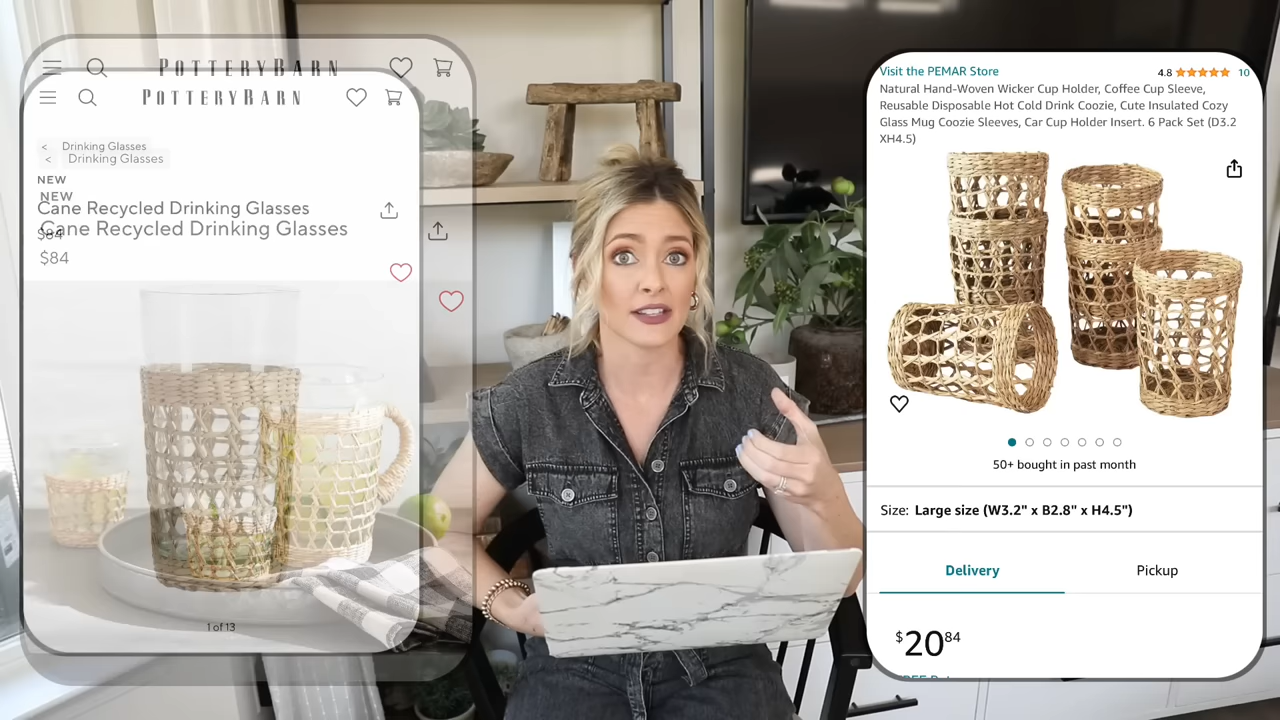 POTTERYBARN
POTTERYBARN
< Drinking Glasses
< Drinking Glasses
NEW
NEW
Cane Recycled Drinking Glasses
Cane Recycled Drinking Glasses
$84
$84
1 of 13
Visit the PEMAR Store
4.8 10
Natural Hand-Woven Wicker Cup Holder, Coffee Cup Sleeve,
Reusable Disposable Hot Cold Drink Coozie, Cute Insulated Cozy
Glass Mug Coozie Sleeves, Car Cup Holder Insert. 6 Pack Set (D3.2
XH4.5)
50+ bought in past month
Size: Large size (W3.2" x B2.8" x H4.5")
Delivery Pickup
$20 84